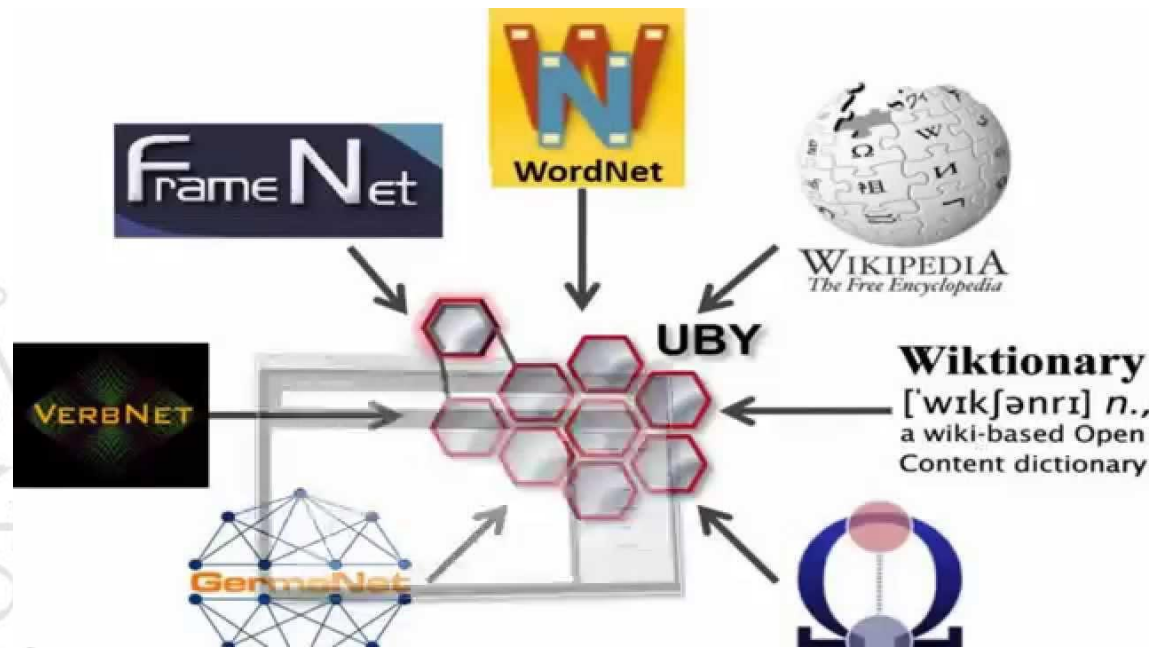 WordNet
FrameNet
WIKIPEDIA
The Free Encyclopedia
UBY
VERBNET
Wiktionary
['wɪkʃənrɪ] n.,
a wiki-based Open
Content dictionary
GermaNet